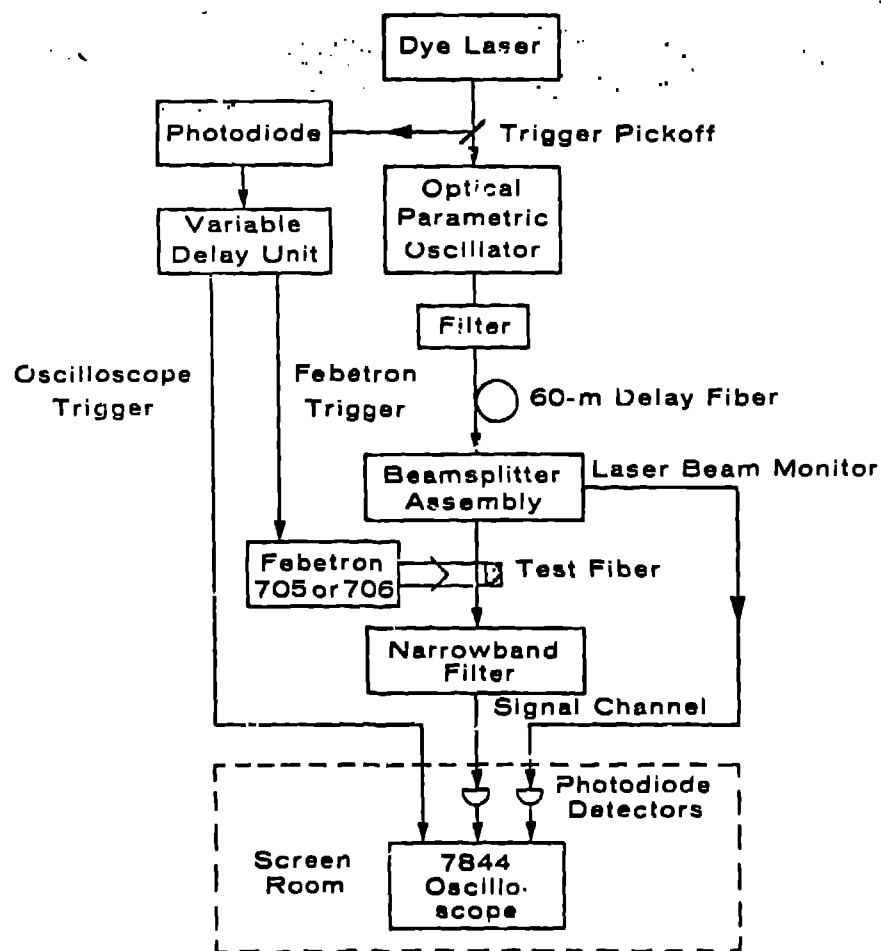 Dye Laser
Photodiode
Trigger Pickoff
Optical
Parametric
Oscillator
Variable
Delay Unit
Filter
Oscilloscope
Trigger
Febetron
Trigger
60-m Delay Fiber
Beamsplitter
Assembly
Laser Beam Monitor
Febetron
705 or 706
Test Fiber
Narrowband
Filter
Signal Channel
Photodiode
Detectors
Screen
Room
7844
Oscillo-
scope